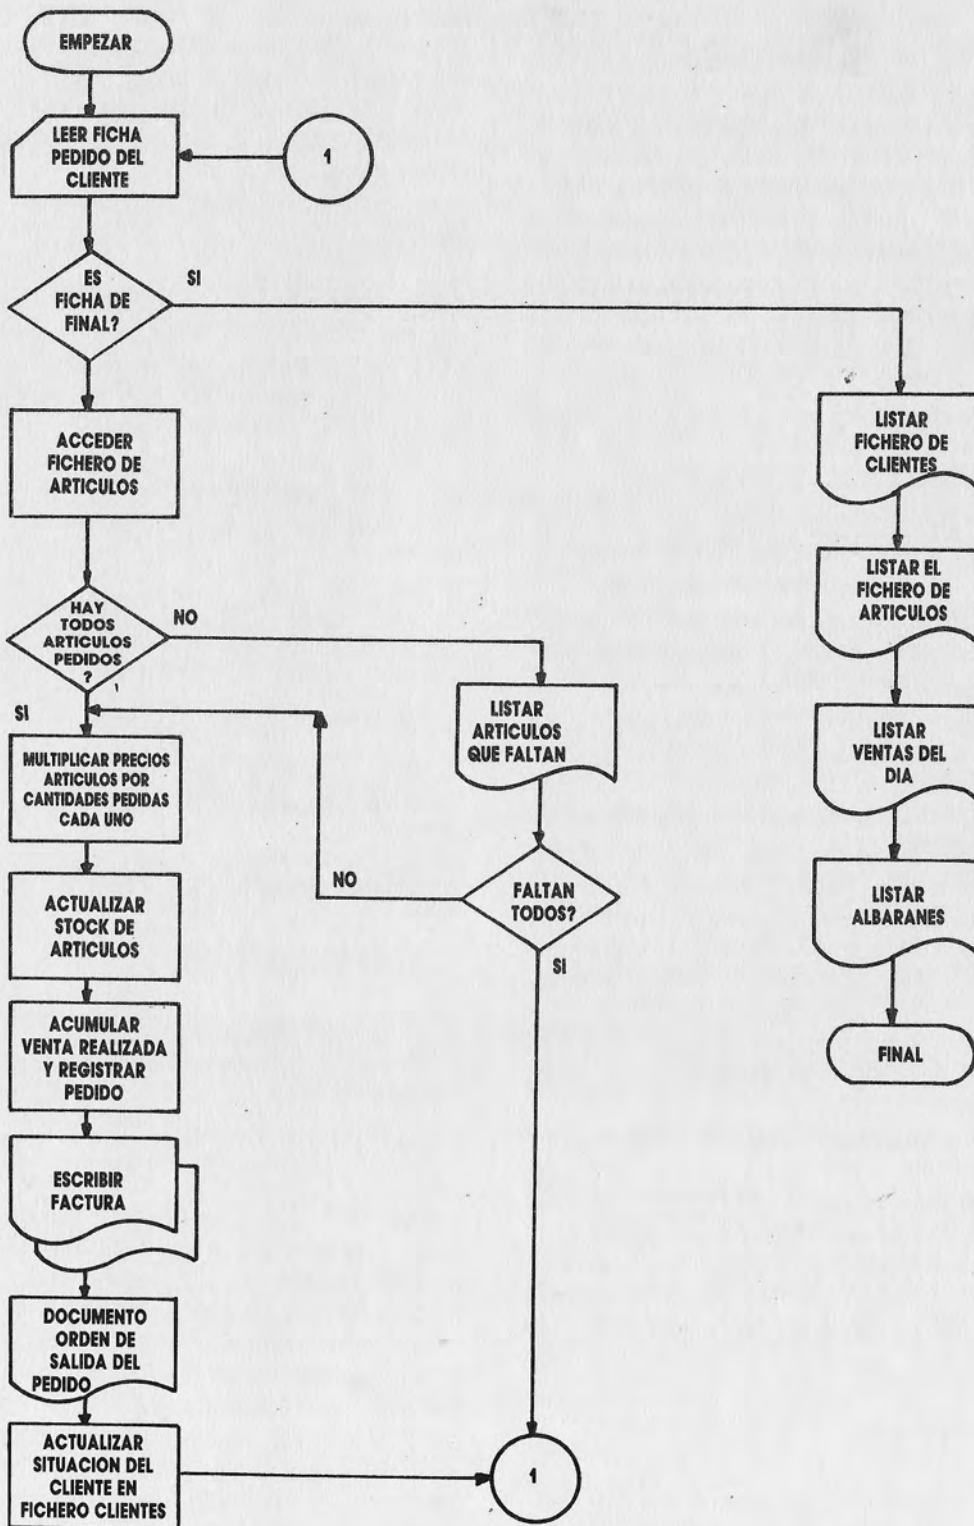 EMPEZAR
LEER FICHA
PEDIDO DEL
CLIENTE
1
ES
FICHA DE
FINAL?
SI
ACCEDER
FICHERO DE
ARTICULOS
HAY
TODOS
ARTICULOS
PEDIDOS
?
NO
SI
MULTIPLICAR PRECIOS
ARTICULOS POR
CANTIDADES PEDIDAS
CADA UNO
ACTUALIZAR
STOCK DE
ARTICULOS
ACUMULAR
VENTA REALIZADA
Y REGISTRAR
PEDIDO
ESCRIBIR
FACTURA
DOCUMENTO
ORDEN DE
SALIDA DEL
PEDIDO
ACTUALIZAR
SITUACION DEL
CLIENTE EN
FICHERO CLIENTES
LISTAR
ARTICULOS
QUE FALTAN
FALTAN
TODOS?
NO
SI
1
LISTAR
FICHERO DE
CLIENTES
LISTAR EL
FICHERO DE
ARTICULOS
LISTAR
VENTAS DEL
DIA
LISTAR
ALBARANES
FINAL